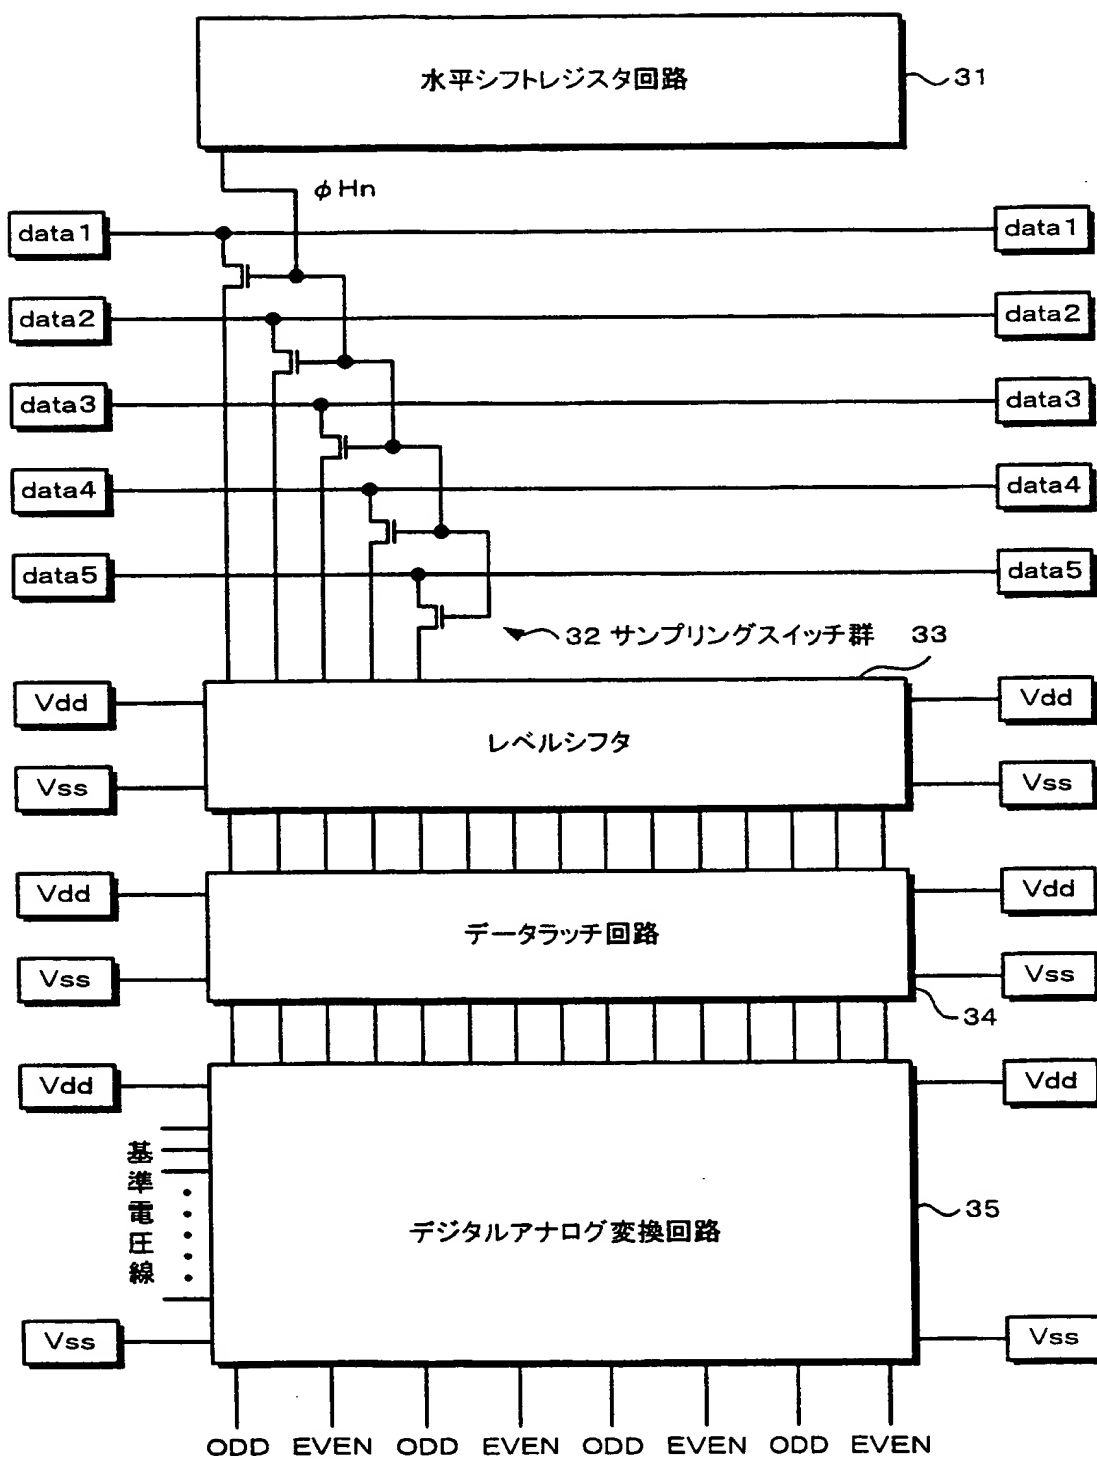 水平シフトレジスタ回路
31
φHn
data1
data1
data2
data2
data3
data3
data4
data4
data5
data5
32 サンプリングスイッチ群
33
Vdd
レベルシフタ
Vdd
Vss
Vss
Vdd
データラッチ回路
Vdd
Vss
Vss
34
Vdd
Vdd
基準電圧線
デジタルアナログ変換回路
35
Vss
Vss
ODD EVEN ODD EVEN ODD EVEN ODD EVEN